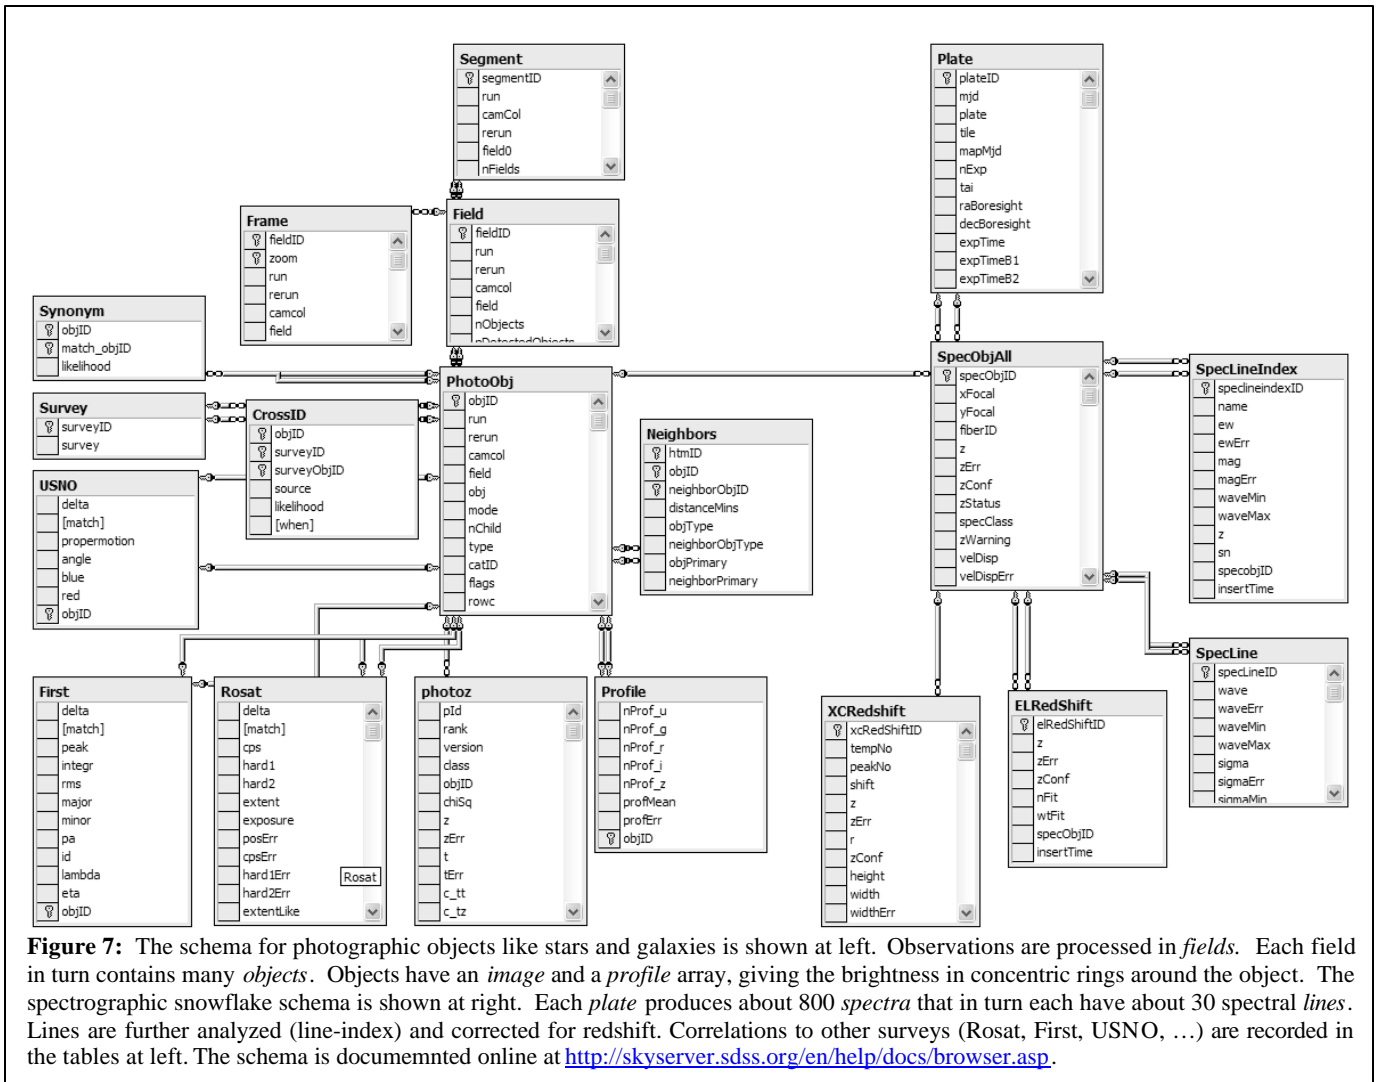 Segment
segmentID
run
camCol
rerun
field0
nFields
Plate
plateID
mjd
plate
tile
mapMjd
nExp
tai
raBoresight
decBoresight
expTime
expTimeB1
expTimeB2
Frame
fieldID
zoom
run
rerun
camcol
field
Field
fieldID
run
rerun
camcol
field
nObjects
nDetectedObjects
Synonym
objID
match_objID
likelihood
Survey
surveyID
survey
CrossID
objID
surveyID
surveyObjID
source
likelihood
[when]
USNO
delta
[match]
propermotion
angle
blue
red
objID
PhotoObj
objID
run
rerun
camcol
field
obj
mode
nChild
type
catID
flags
rowc
Neighbors
htmID
objID
neighborObjID
distanceMins
objType
neighborObjType
objPrimary
neighborPrimary
SpecObjAll
specObjID
xFocal
yFocal
fiberID
z
zErr
zConf
zStatus
specClass
zWarning
velDisp
velDispErr
SpecLineIndex
speclineindexID
name
ew
ewErr
mag
magErr
waveMin
waveMax
z
sn
specobjID
insertTime
First
delta
[match]
peak
integr
rms
major
minor
pa
id
lambda
eta
objID
Rosat
delta
[match]
cps
hard1
hard2
extent
exposure
posErr
cpsErr
hard1Err
hard2Err
extentLike
Rosat
photoz
pId
rank
version
class
objID
chiSq
z
zErr
t
tErr
c_tt
c_tz
Profile
nProf_u
nProf_g
nProf_r
nProf_i
nProf_z
profMean
profErr
objID
XCRedshift
xcRedShiftID
tempNo
peakNo
shift
z
zErr
r
zConf
height
width
widthErr
ELRedShift
elRedShiftID
z
zErr
zConf
nFit
wtFit
specObjID
insertTime
SpecLine
specLineID
wave
waveErr
waveMin
waveMax
sigma
sigmaErr
sigmaMin
Figure 7: The schema for photographic objects like stars and galaxies is shown at left. Observations are processed in fields. Each field
in turn contains many objects. Objects have an image and a profile array, giving the brightness in concentric rings around the object. The
spectrographic snowflake schema is shown at right. Each plate produces about 800 spectra that in turn each have about 30 spectral lines.
Lines are further analyzed (line-index) and corrected for redshift. Correlations to other surveys (Rosat, First, USNO, …) are recorded in
the tables at left. The schema is documemnted online at http://skyserver.sdss.org/en/help/docs/browser.asp.